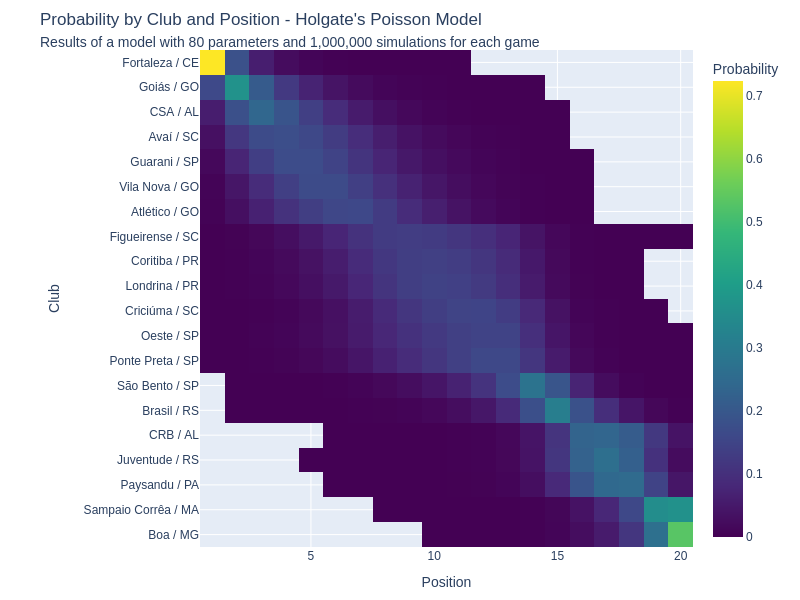 Probability by Club and Position - Holgate's Poisson Model
Results of a model with 80 parameters and 1,000,000 simulations for each game
Probability
Fortaleza / CE
Goiás / GO
CSA / AL
Avaí / SC
Guarani / SP
Vila Nova / GO
Atlético / GO
Figueirense / SC
Coritiba / PR
Londrina / PR
Criciúma / SC
Oeste / SP
Ponte Preta / SP
São Bento / SP
Brasil / RS
CRB / AL
Juventude / RS
Paysandu / PA
Sampaio Corrêa / MA
Boa / MG
Club
5
10
15
20
Position
0.7
0.6
0.5
0.4
0.3
0.2
0.1
0